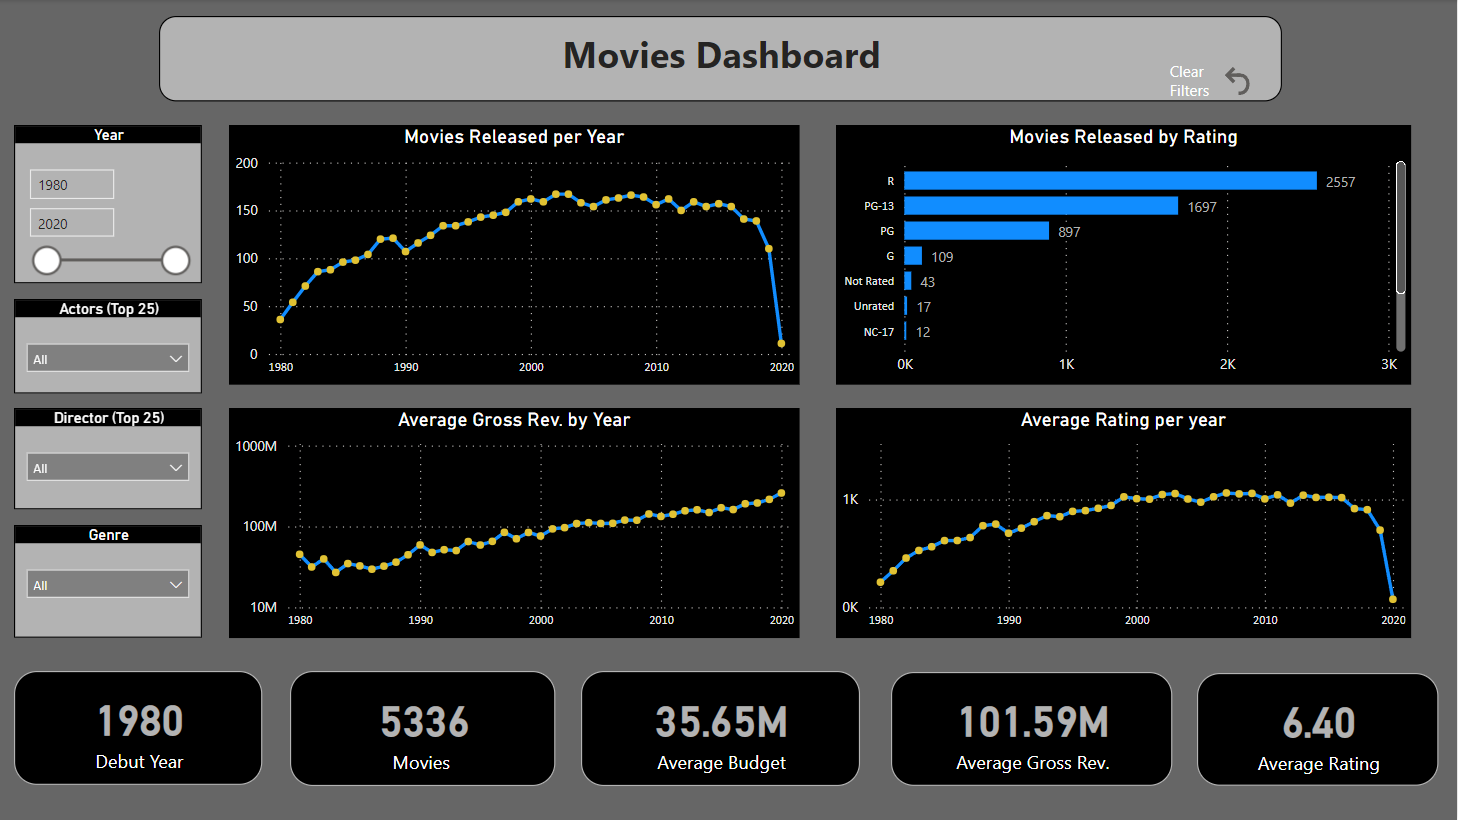 Movies Dashboard
Clear
Filters
Year
1980
2020
Actors (Top 25)
All
Director (Top 25)
All
Genre
All
Movies Released per Year
200
150
100
50
0
1980 1990 2000 2010 2020
Movies Released by Rating
R 2557
PG-13 1697
PG 897
G 109
Not Rated 43
Unrated 17
NC-17 12
0K 1K 2K 3K
Average Gross Rev. by Year
1000M
100M
10M
1980 1990 2000 2010 2020
Average Rating per year
1K
0K
1980 1990 2000 2010 2020
1980
Debut Year
5336
Movies
35.65M
Average Budget
101.59M
Average Gross Rev.
6.40
Average Rating